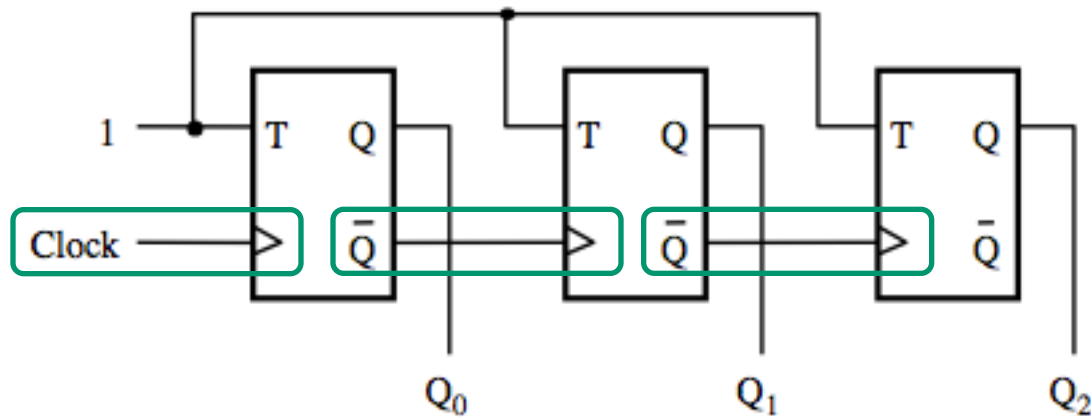 1 T Q T Q T Q
Clock Q̅ Q̅ Q̅
Q₀ Q₁ Q₂